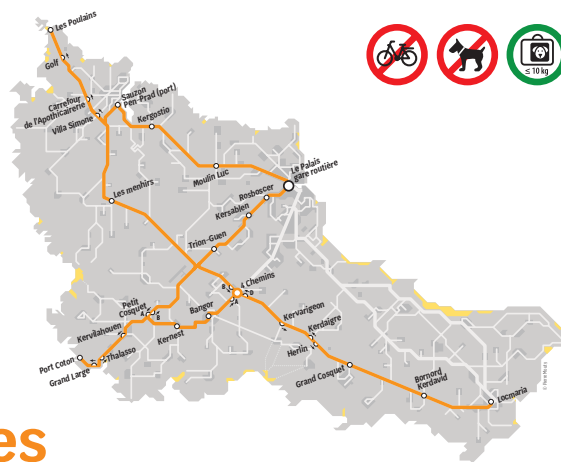 Les Poulains
Golf
Carrefour
de l'Apothicairerie
Villa Simone
Sauzon
Pen-Prad (port)
Kergostio
Moulin Luc
Le Palais
gare routière
Rosboscer
Kersablen
Les menhirs
Trion-Guen
4 Chemins
B
D
A
Petit
Cosquet
A
B
Bangor
Kernest
Kervilahouen
Port Coton
Grand Large
Thalasso
Kervarigeon
Kerdaigre
Herlin
Grand Cosquet
Bornord
Kerdavid
Locmaria
≤ 10 kg
es